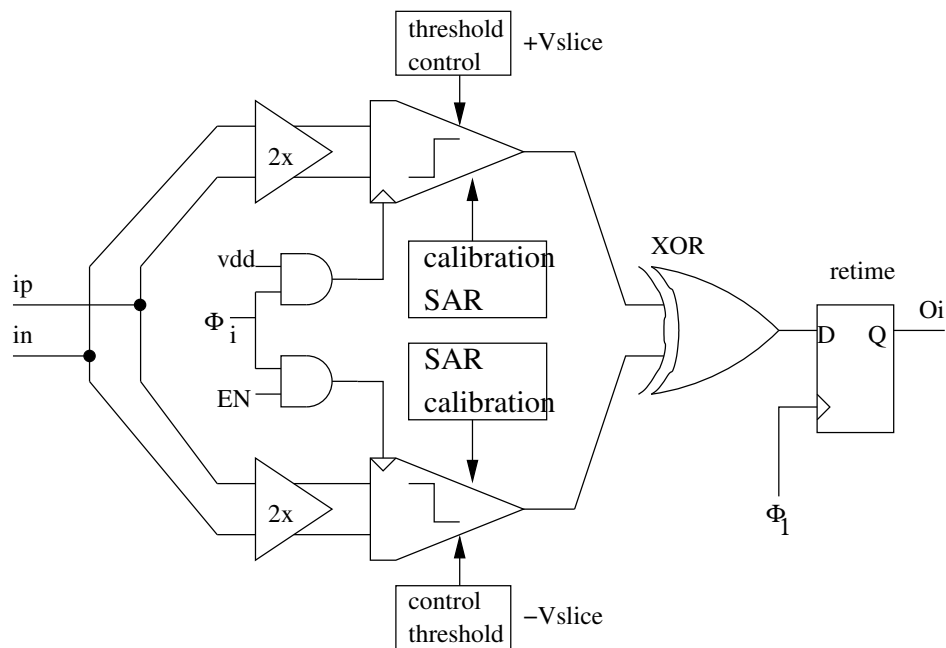 threshold
control
+Vslice
2x
vdd
calibration
SAR
XOR
retime
ip
in
Φ i
Oi
D Q
SAR
calibration
EN
2x
Φ1
control
threshold
−Vslice